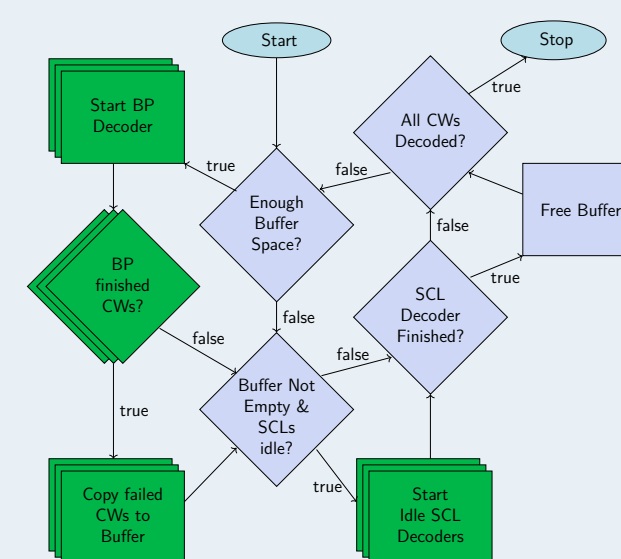 Start
Stop
Start BP
Decoder
All CWs
Decoded?
true
true
false
Enough
Buffer
Space?
Free Buffer
BP
finished
CWs?
false
SCL
Decoder
Finished?
true
false
false
false
Buffer Not
Empty &
SCLs
idle?
true
true
Copy failed
CWs to
Buffer
Start
Idle SCL
Decoders